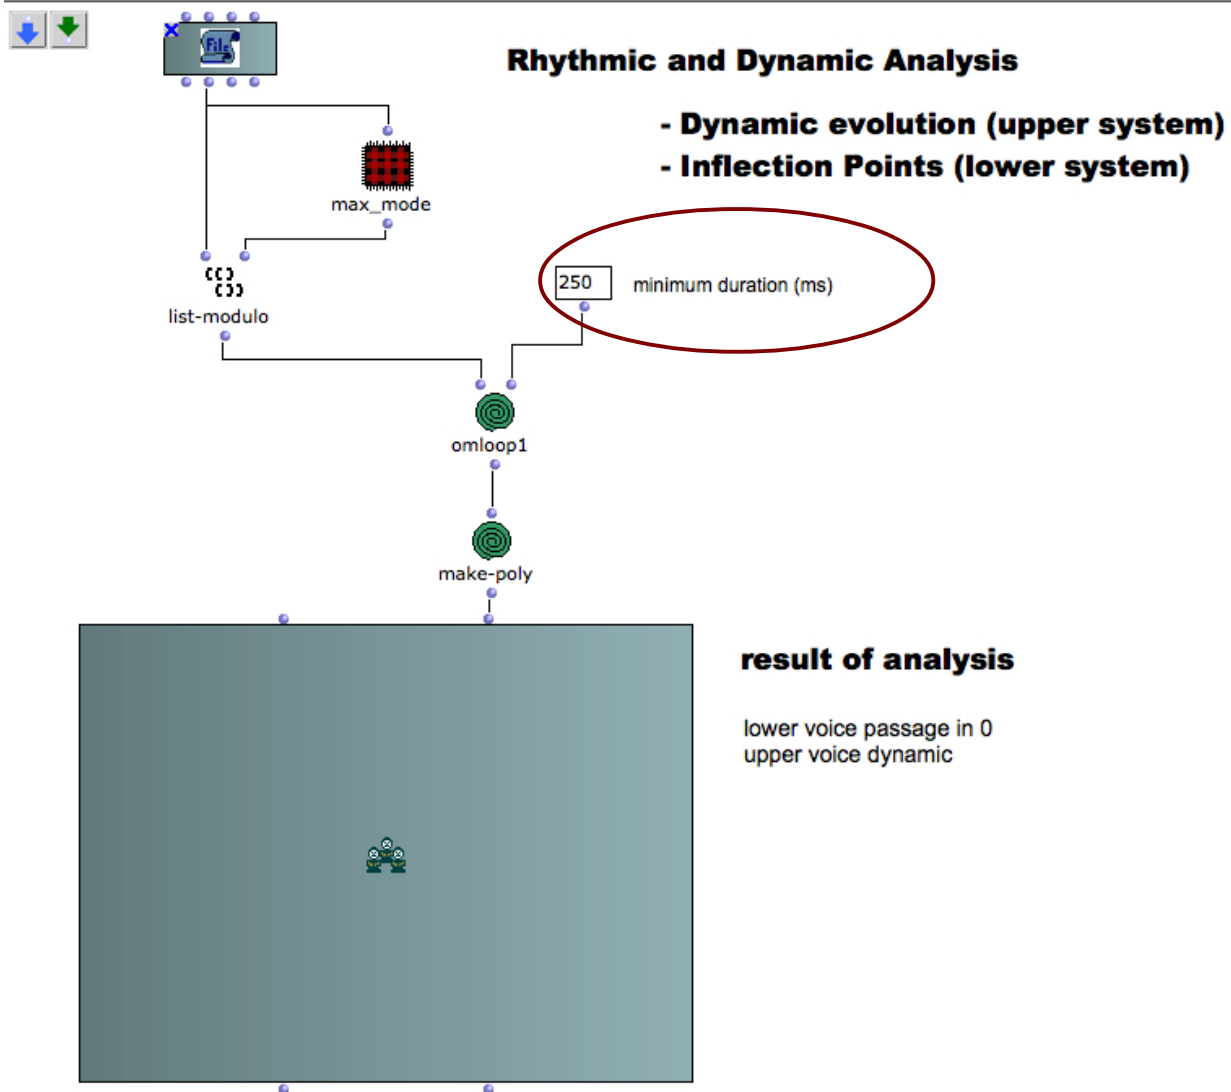 File
Rhythmic and Dynamic Analysis
- Dynamic evolution (upper system)
- Inflection Points (lower system)
max_mode
250
minimum duration (ms)
list-modulo
omloop1
make-poly
result of analysis
lower voice passage in 0
upper voice dynamic